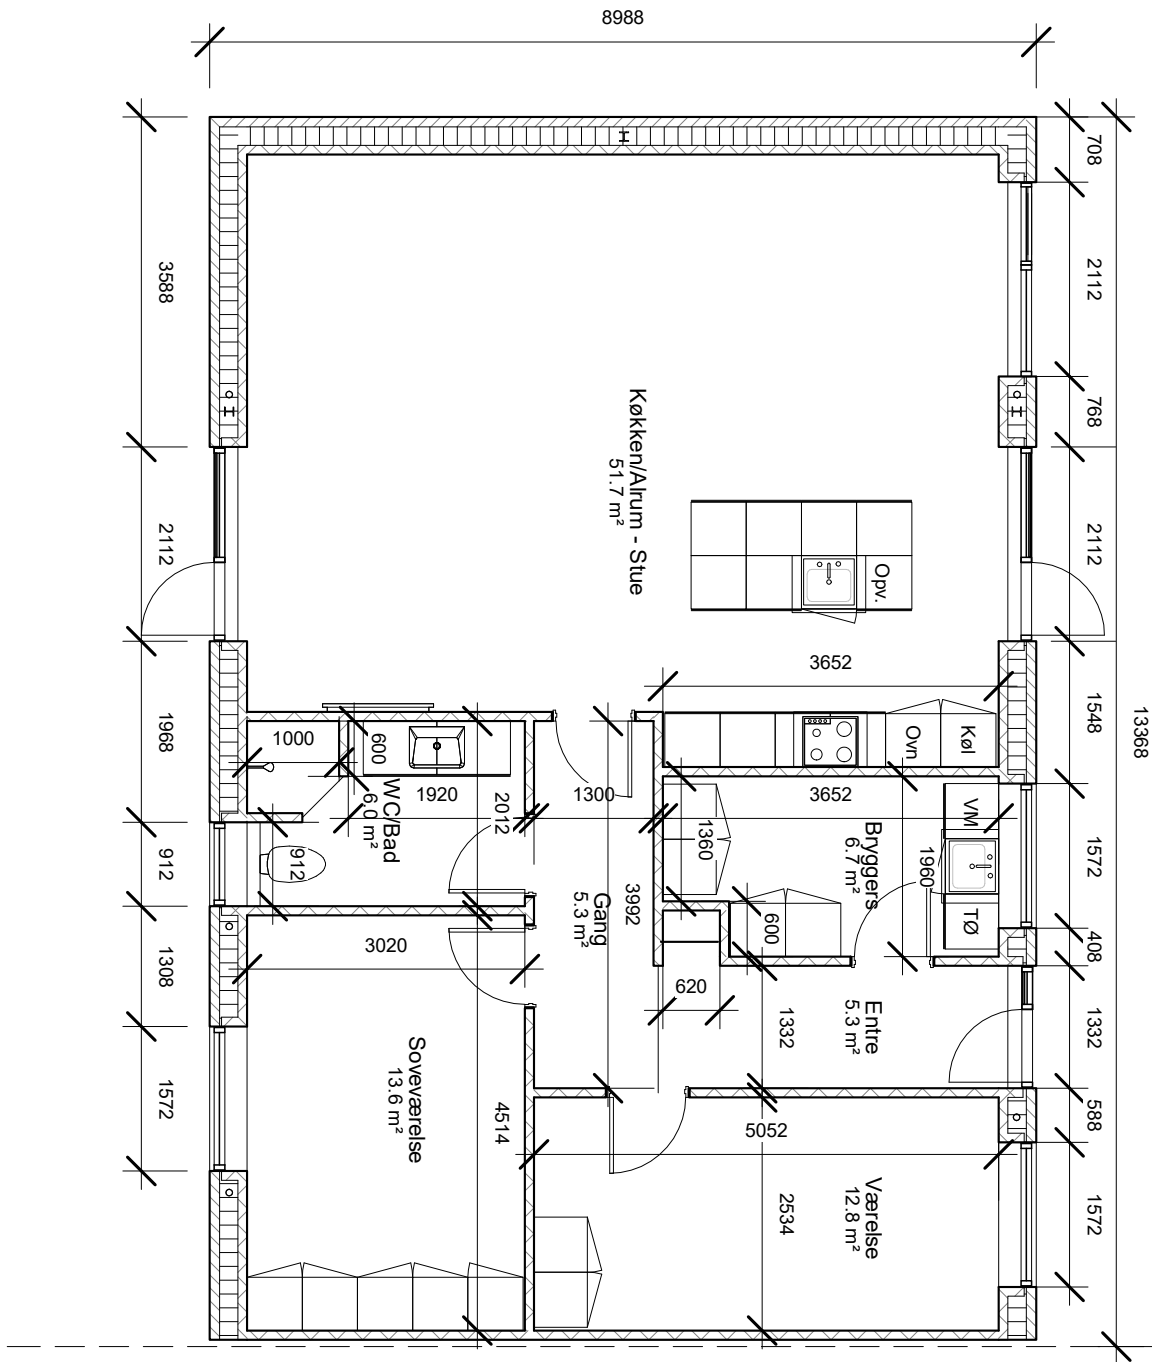 8988
708
2112
768
2112
1548
13368
1572
408
1332
588
1572
3588
2112
1968
912
1308
1572
Køkken/Alrum - Stue
51.7 m²
Opv.
3652
Ovn
Køl
1000
600
1920
WC/Bad
6.0 m²
2012
912
1300
3652
1360
VM
1960
TØ
Bryggers
6.7 m²
600
3992
Gang
5.3 m²
620
1332
Entre
5.3 m²
3020
Soveværelse
13.6 m²
4514
5052
2534
Værelse
12.8 m²